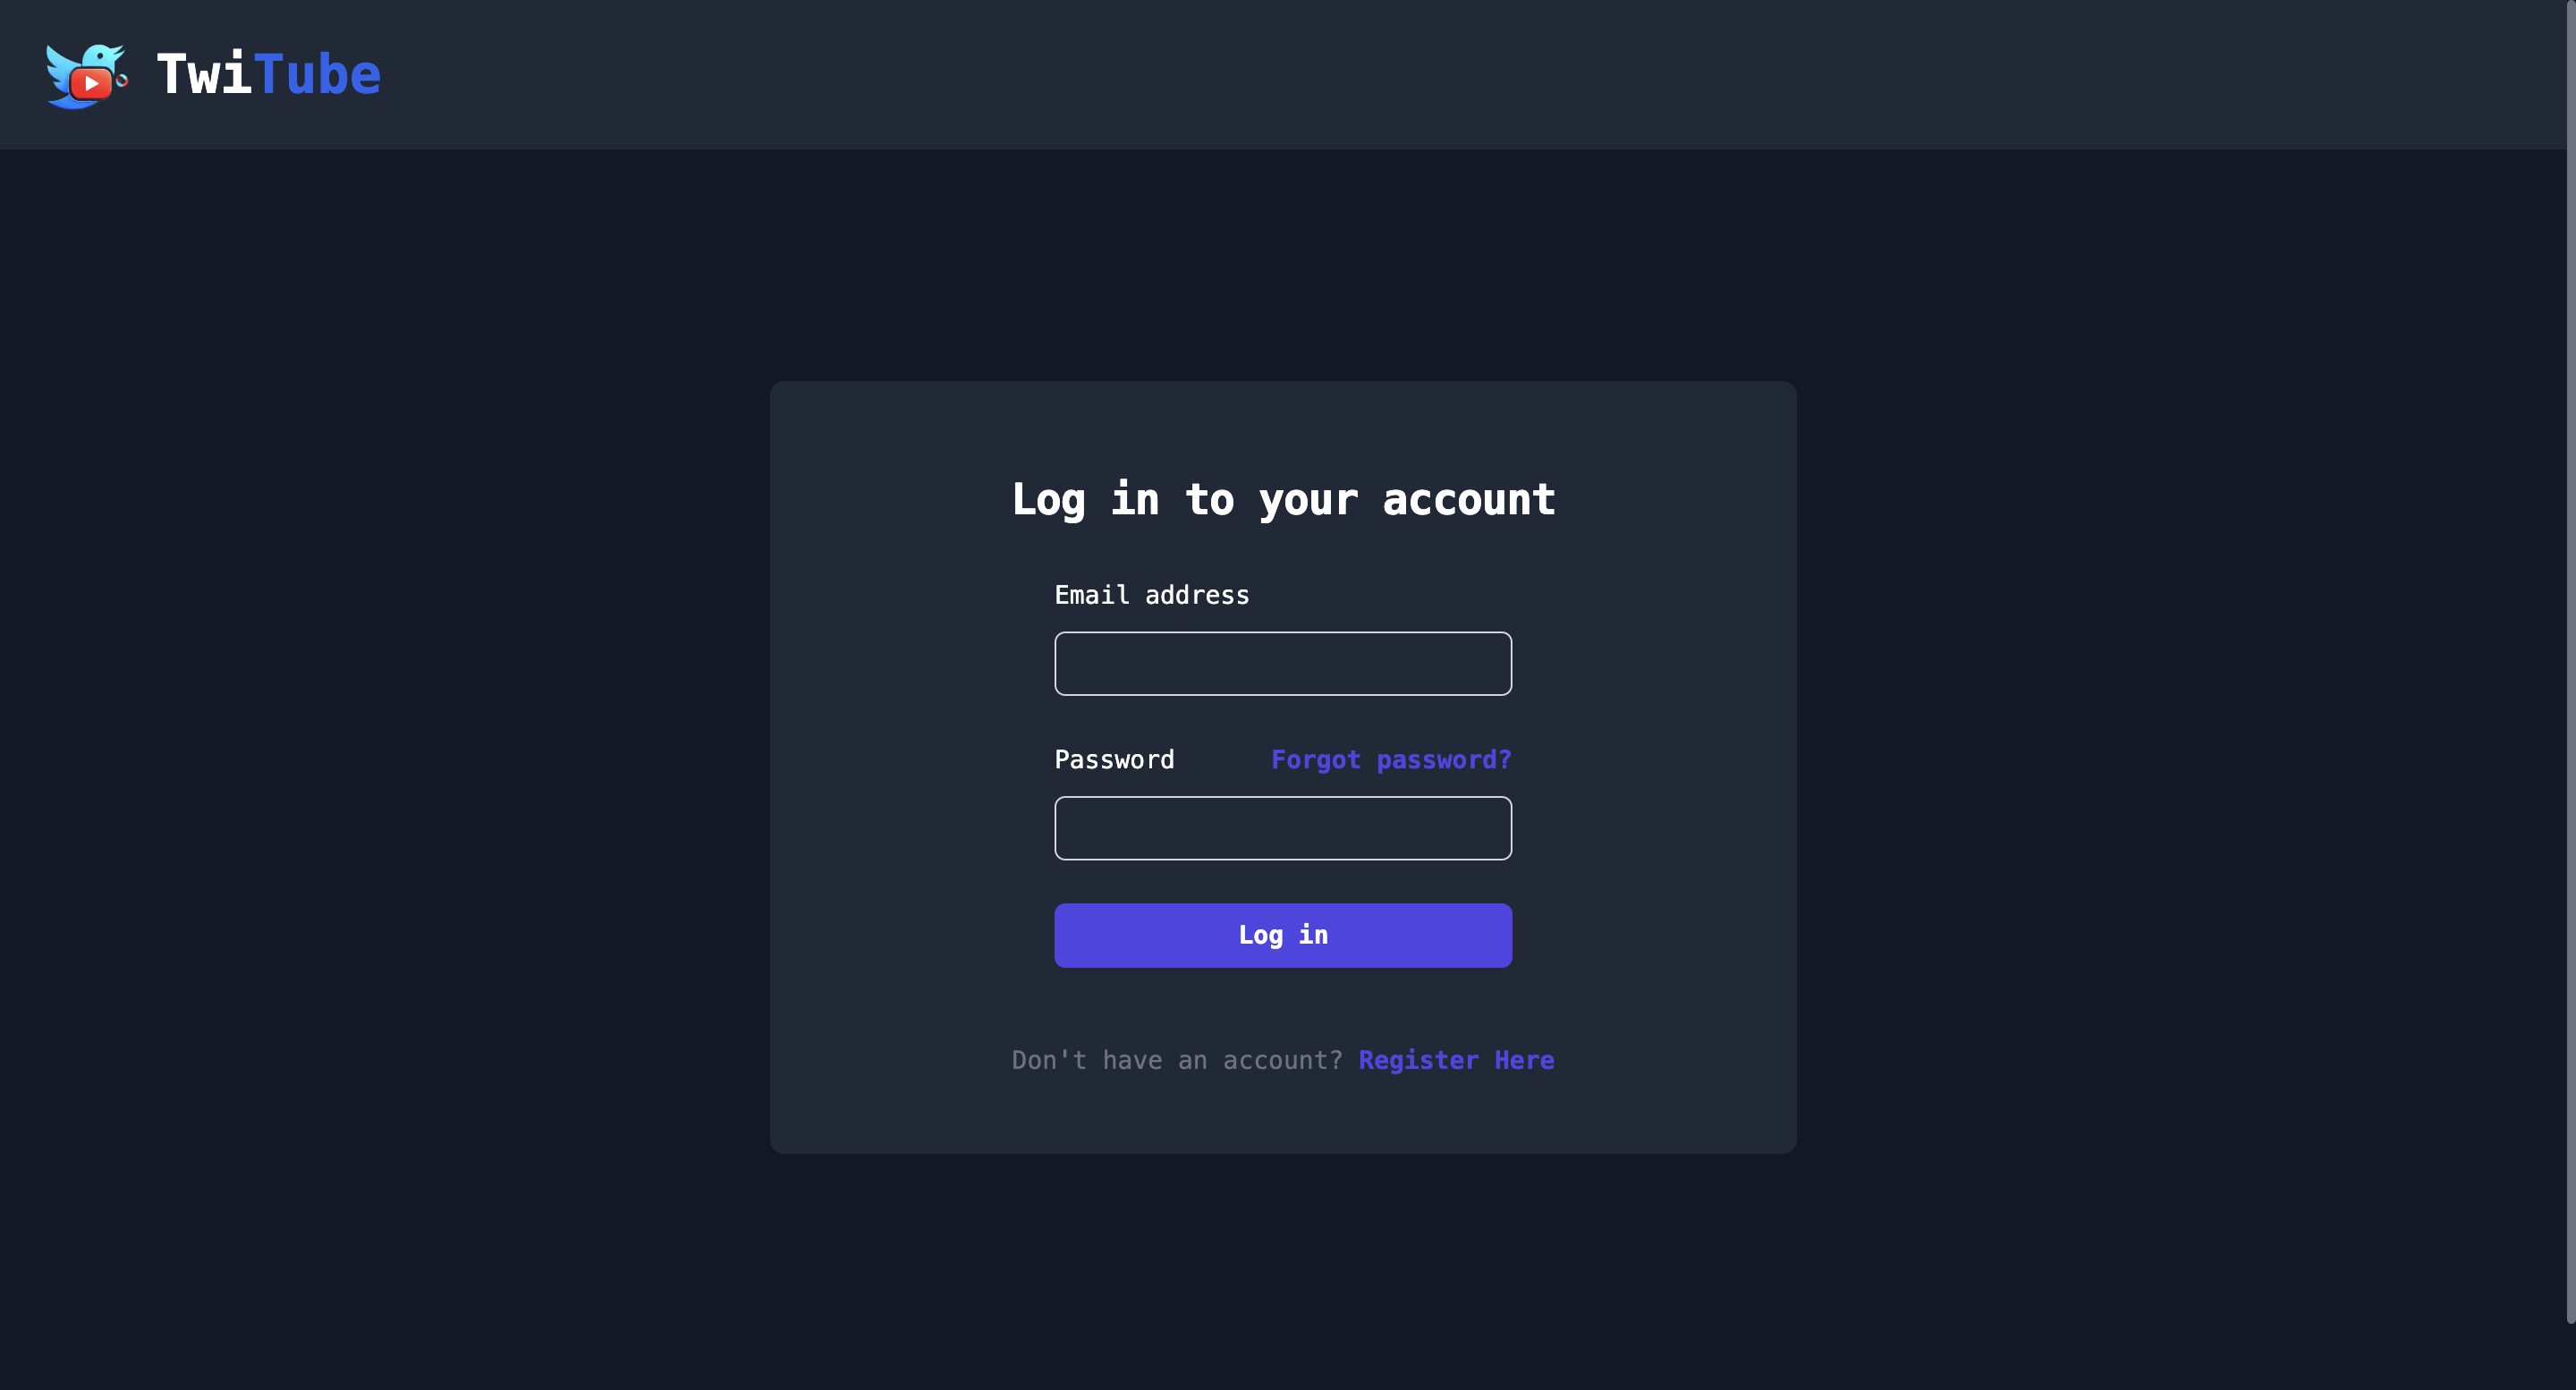 TwiTube
Log in to your account
Email address
Password Forgot password?
Log in
Don't have an account? Register Here